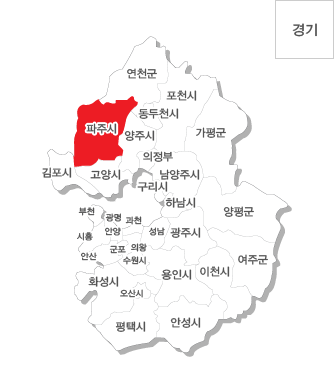 경기
연천군
포천시
동두천시
파주시
양주시
가평군
의정부
김포시
고양시
남양주시
구리시
하남시
부천
광명
과천
양평군
시흥
안양
성남
광주시
군포
의왕
안산
수원시
여주군
용인시
이천시
화성시
오산시
평택시
안성시